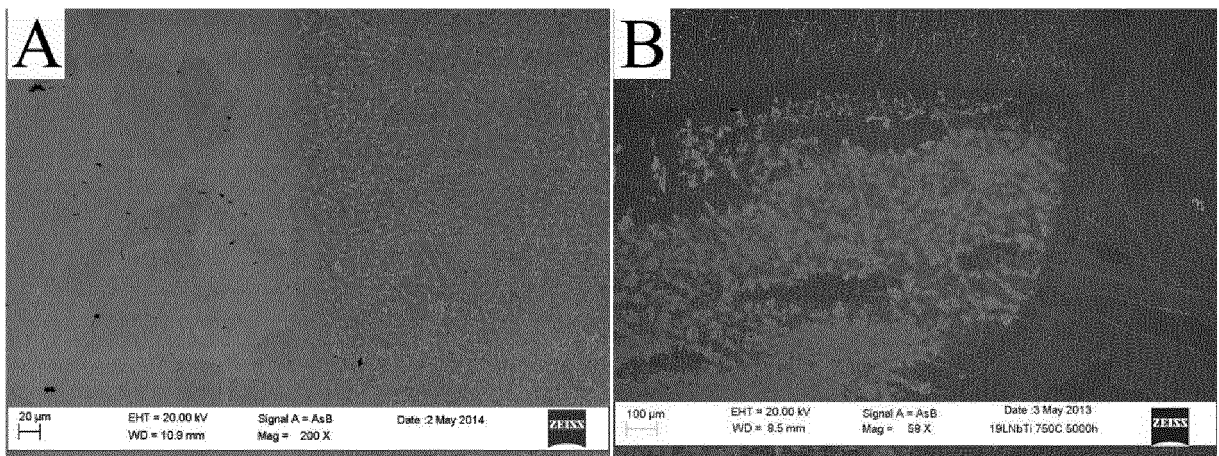 A
20 µm
EHT = 20.00 kV
WD = 10.9 mm
Signal A = AsB
Mag = 200 X
Date :2 May 2014
ZEISS
B
100 µm
EHT = 20.00 kV
WD = 8.5 mm
Signal A = AsB
Mag = 58 X
Date :3 May 2013
19LNbTi 750C 5000h
ZEISS